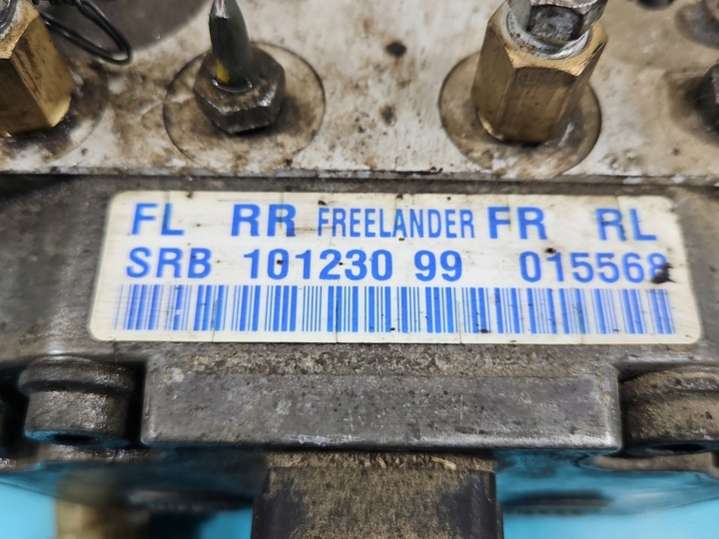 FL RR FREELANDER FR RL
SRB 101230 99 015568